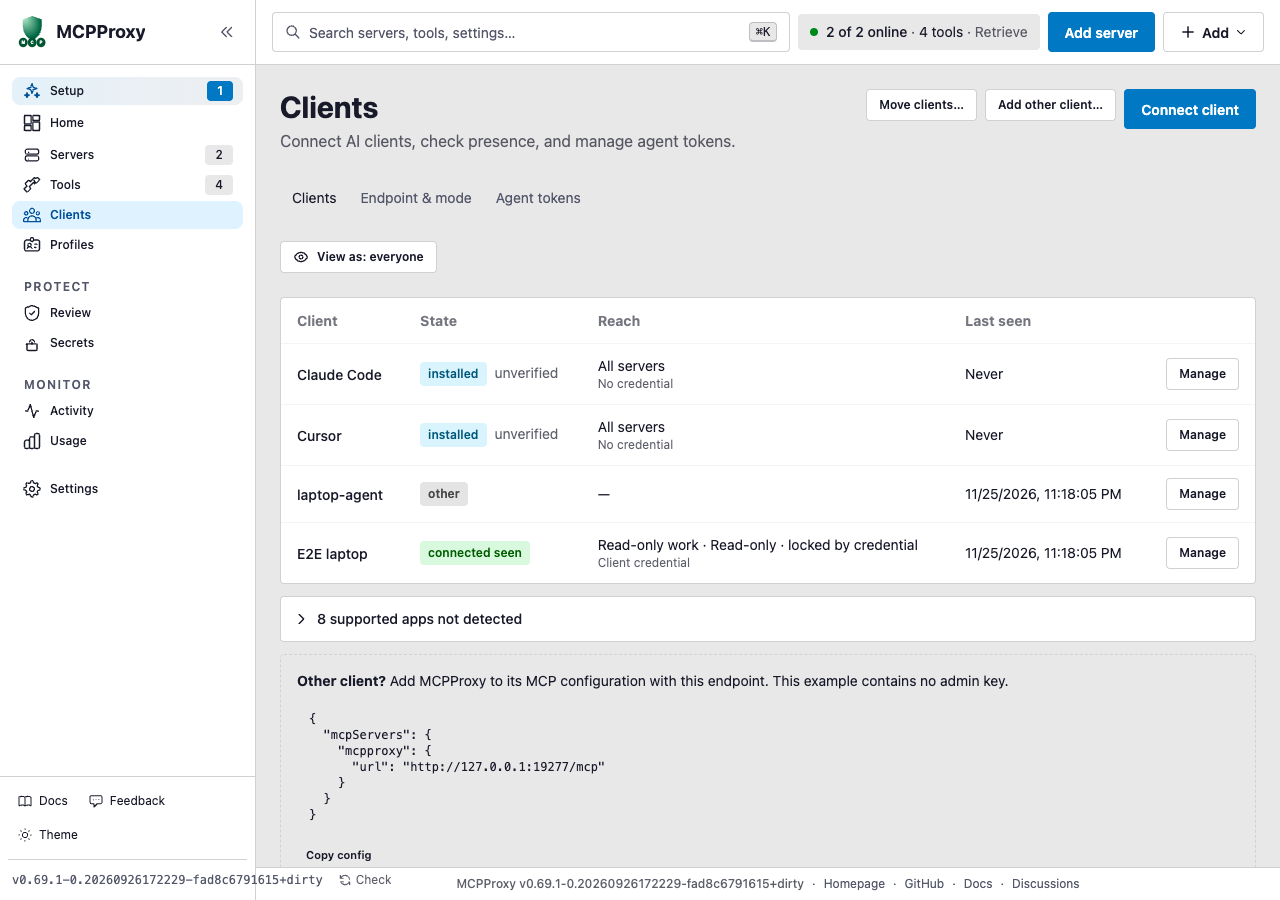 MCPProxy
Search servers, tools, settings...
⌘K
2 of 2 online · 4 tools · Retrieve
Add server
Add
Setup
1
Home
Servers
2
Tools
4
Clients
Profiles
PROTECT
Review
Secrets
MONITOR
Activity
Usage
Settings
Docs
Feedback
Theme
v0.69.1-0.20260926172229-fad8c6791615+dirty
Check
Clients
Connect AI clients, check presence, and manage agent tokens.
Move clients...
Add other client...
Connect client
Clients
Endpoint & mode
Agent tokens
View as: everyone
Client State Reach Last seen
Claude Code installed unverified All servers Never Manage
No credential
Cursor installed unverified All servers Never Manage
No credential
laptop-agent other — 11/25/2026, 11:18:05 PM Manage
E2E laptop connected seen Read-only work · Read-only · locked by credential 11/25/2026, 11:18:05 PM Manage
Client credential
8 supported apps not detected
Other client? Add MCPProxy to its MCP configuration with this endpoint. This example contains no admin key.
{
"mcpServers": {
"mcpproxy": {
"url": "http://127.0.0.1:19277/mcp"
}
}
}
Copy config
MCPProxy v0.69.1-0.20260926172229-fad8c6791615+dirty · Homepage · GitHub · Docs · Discussions